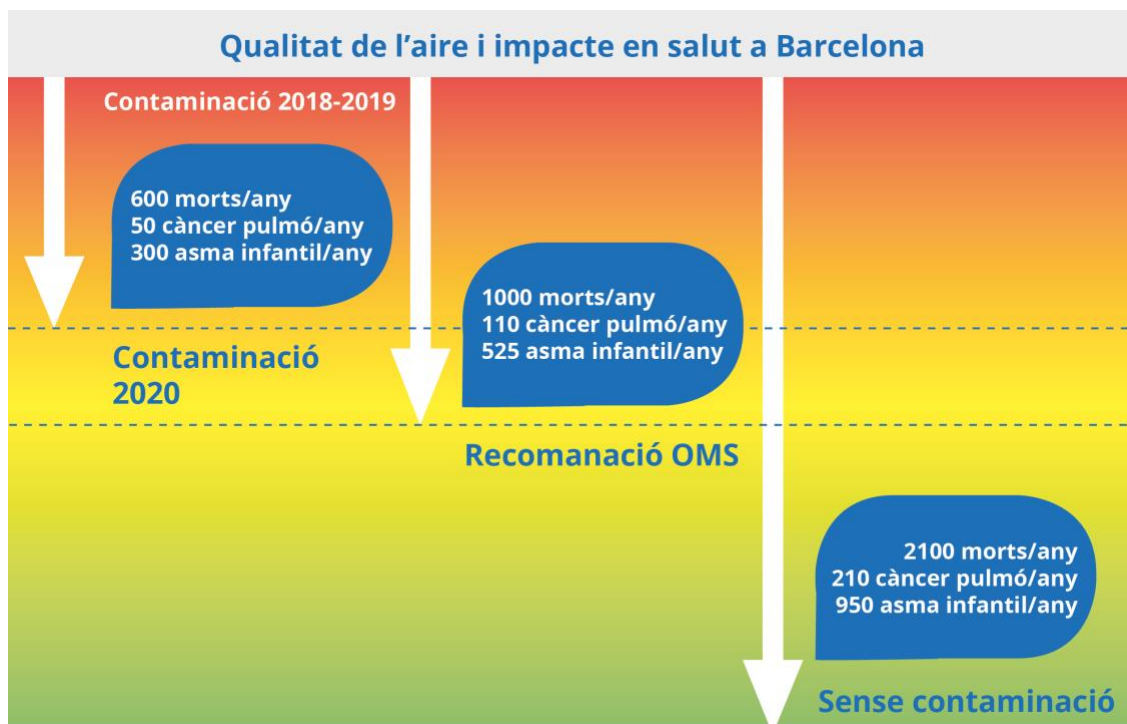 Qualitat de l’aire i impacte en salut a Barcelona
Contaminació 2018-2019
600 morts/any
50 càncer pulmó/any
300 asma infantil/any
Contaminació
2020
1000 morts/any
110 càncer pulmó/any
525 asma infantil/any
Recomanació OMS
2100 morts/any
210 càncer pulmó/any
950 asma infantil/any
Sense contaminació